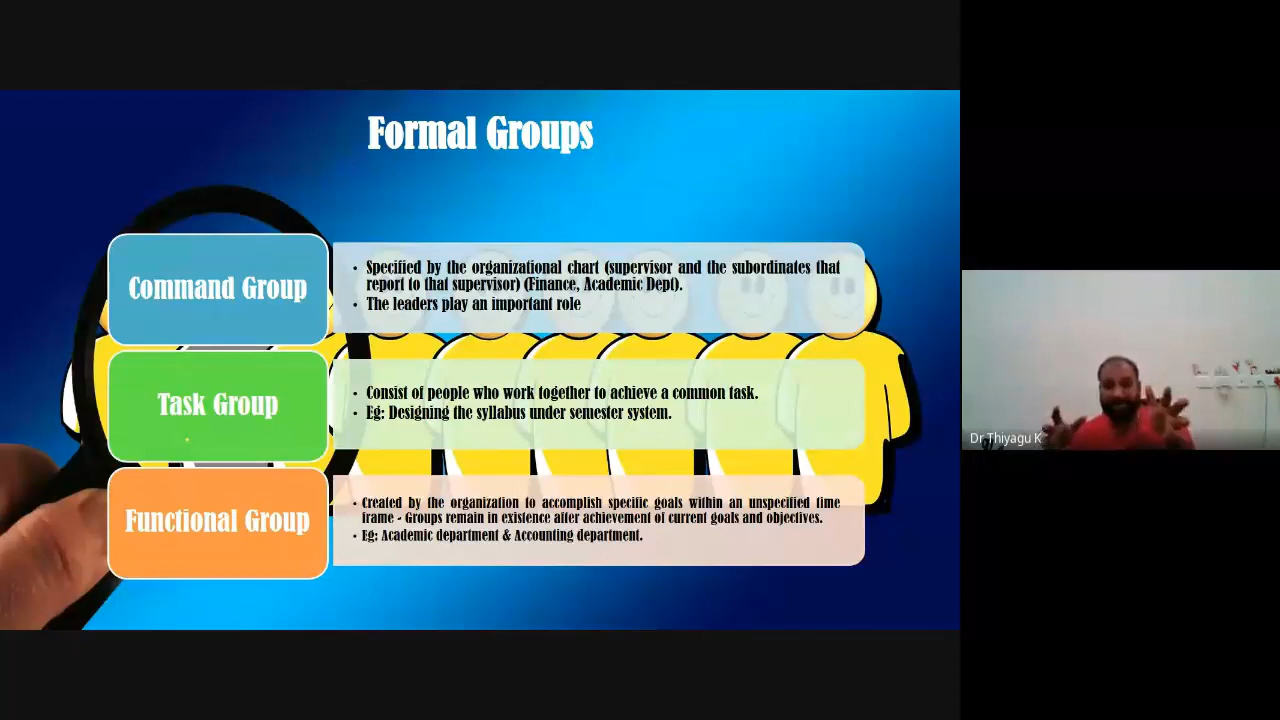 Formal Groups
Command Group
• Specified by the organizational chart (supervisor and the subordinates that
report to that supervisor) (Finance, Academic Dept).
• The leaders play an important role
Task Group
• Consist of people who work together to achieve a common task.
• Eg: Designing the syllabus under semester system.
Functional Group
• Created by the organization to accomplish specific goals within an unspecified time
frame - Groups remain in existence after achievement of current goals and objectives.
• Eg: Academic department & Accounting department.
Dr Thiyagu K